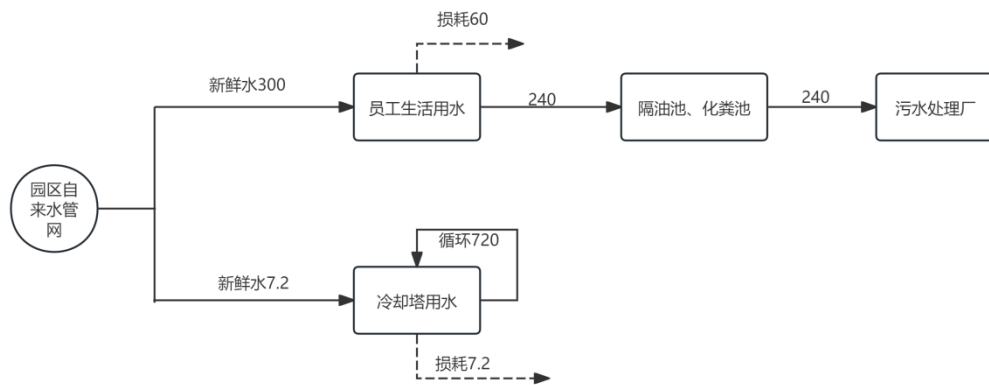 损耗60
新鲜水300
员工生活用水
240
隔油池、化粪池
240
污水处理厂
园区自
来水管
网
循环720
新鲜水7.2
冷却塔用水
损耗7.2